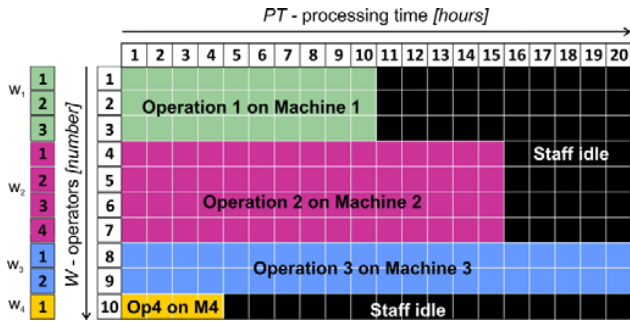 PT - processing time [hours]
1 2 3 4 5 6 7 8 9 10 11 12 13 14 15 16 17 18 19 20
W - operators [number]
w1
1 1
2 2 Operation 1 on Machine 1
3 3
w2
1 4 Staff idle
2 5
3 6 Operation 2 on Machine 2
4 7
w3
1 8 Operation 3 on Machine 3
2 9
w4 1 10 Op4 on M4 Staff idle